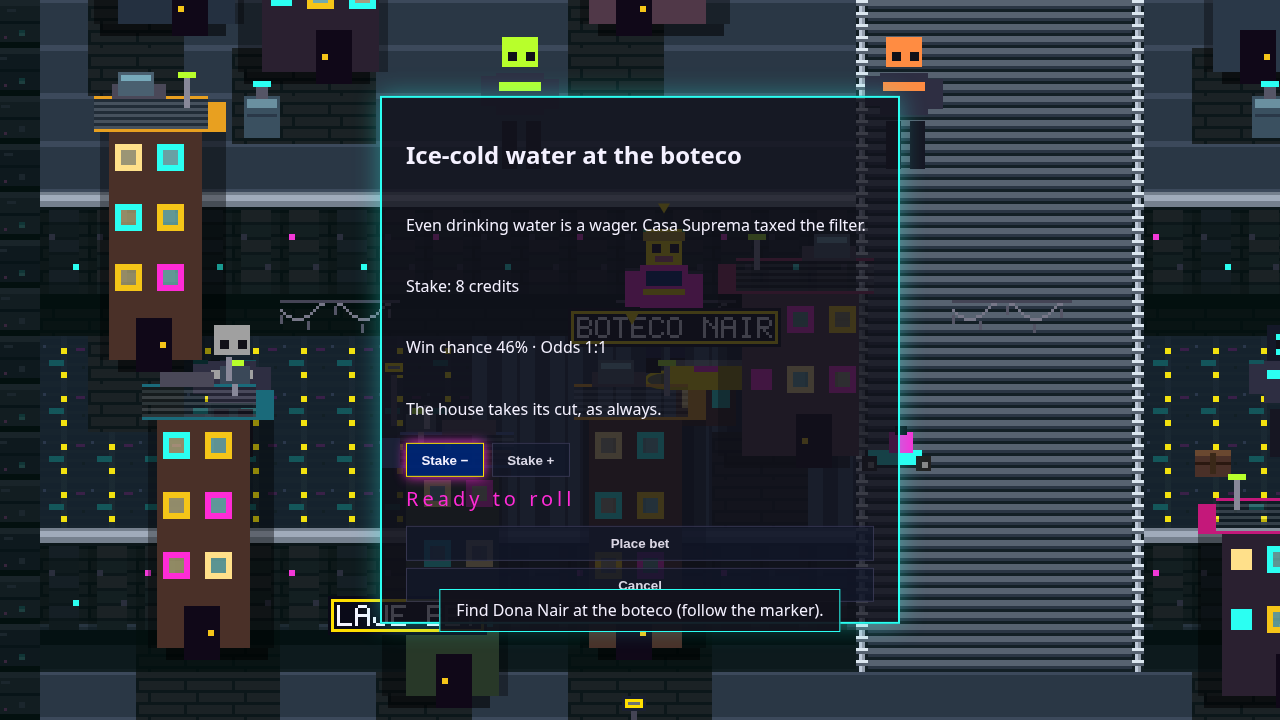 Ice-cold water at the boteco
Even drinking water is a wager. Casa Suprema taxed the filter.
Stake: 8 credits
BOTECO NAIR
Win chance 46% · Odds 1:1
The house takes its cut, as always.
Stake −
Stake +
Ready to roll
Place bet
Cancel
Find Dona Nair at the boteco (follow the marker).